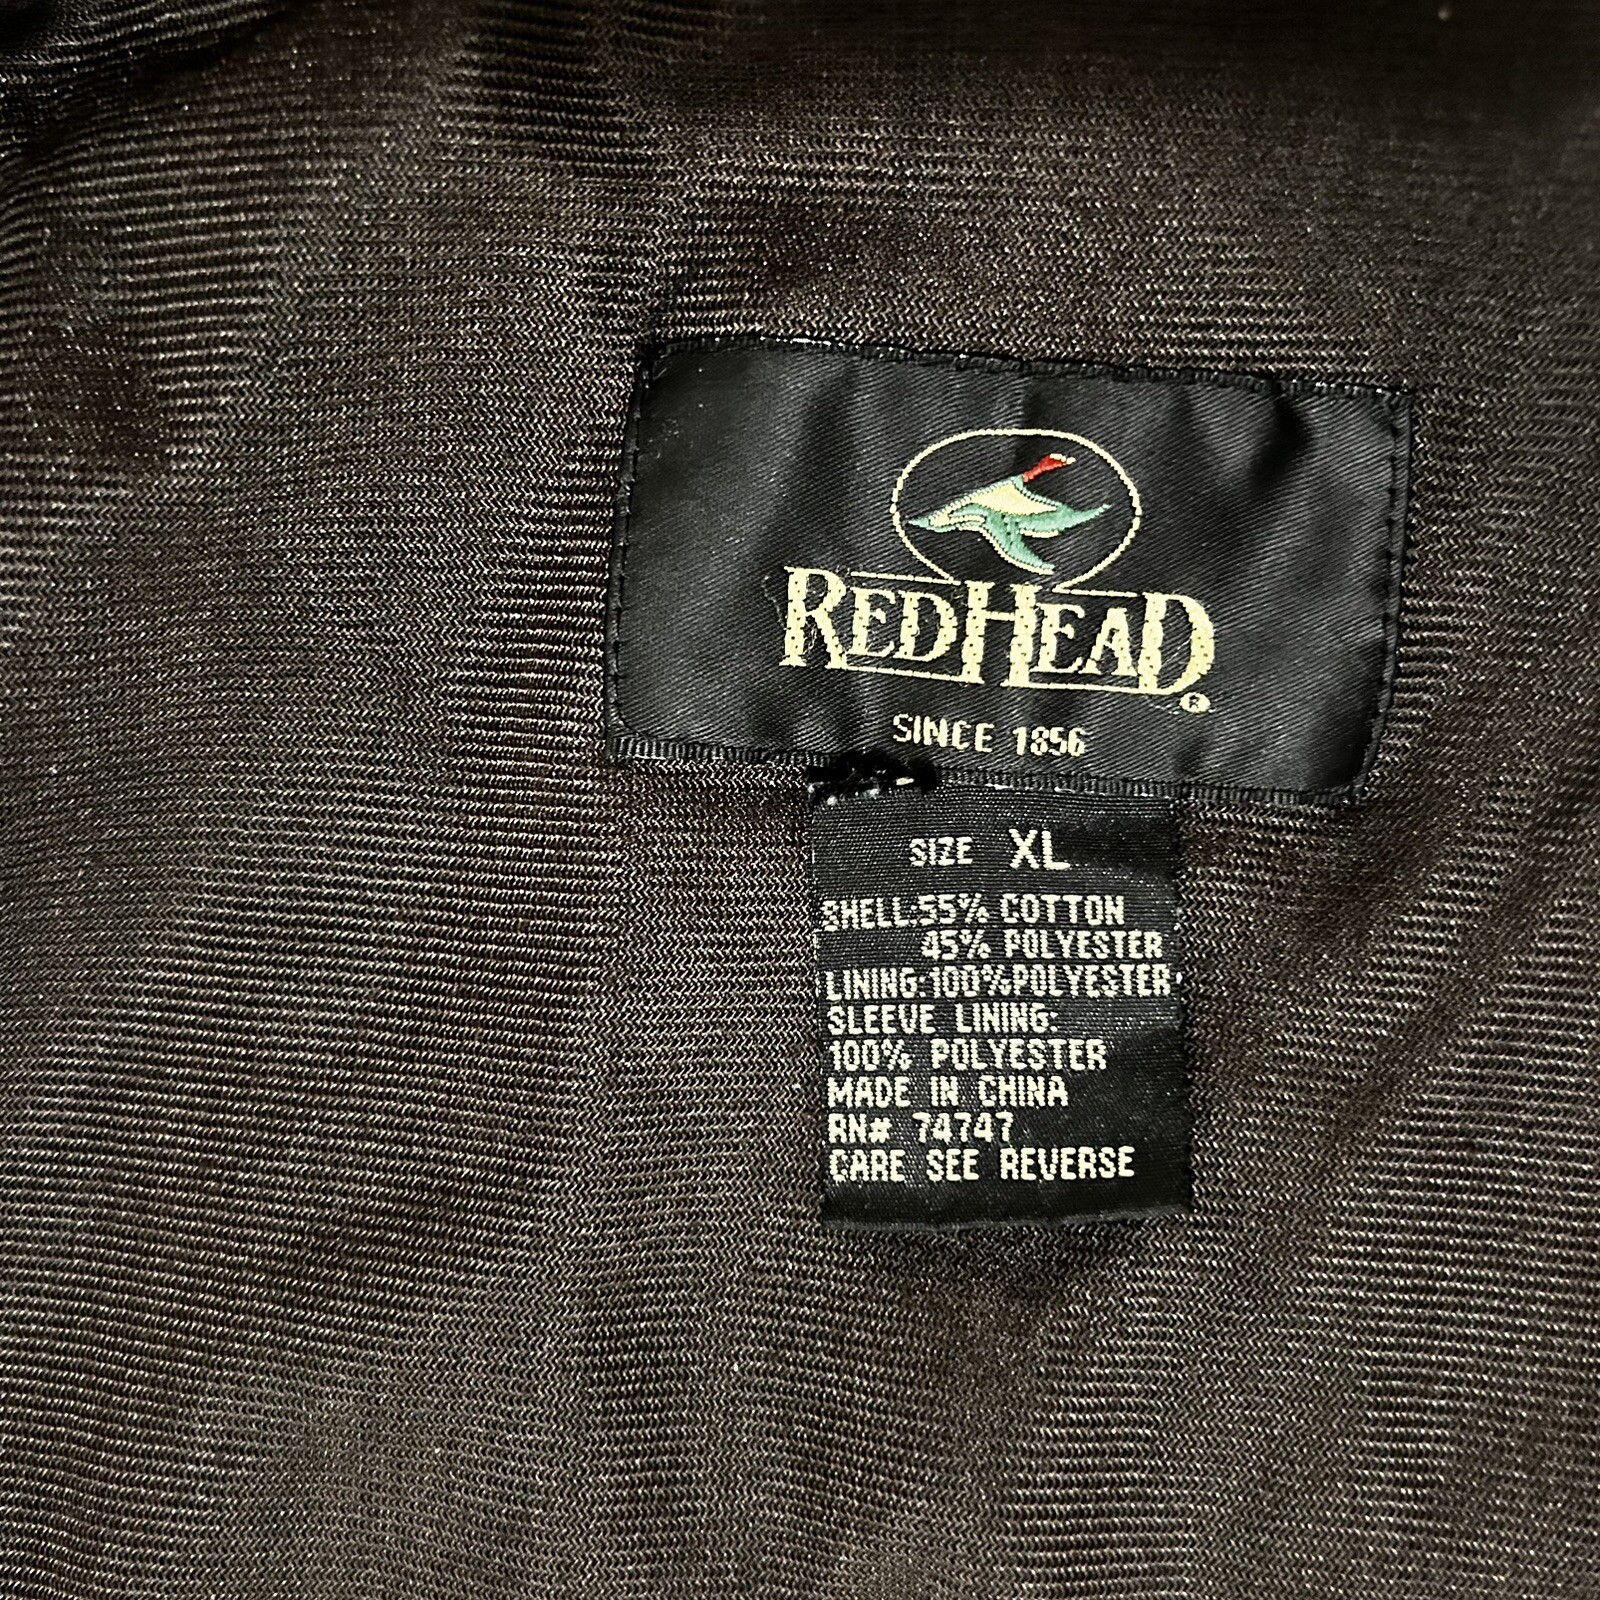 REDHEAD®
SINCE 1856
SIZE XL
SHELL-55% COTTON
45% POLYESTER
LINING-100%POLYESTER
SLEEVE LINING:
100% POLYESTER
MADE IN CHINA
RN# 74747
CARE SEE REVERSE